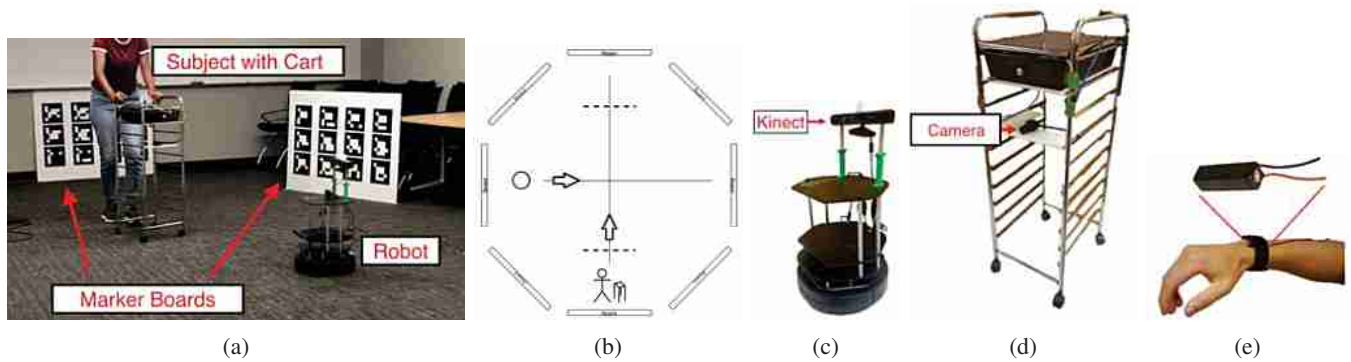 Subject with Cart
Robot
Marker Boards
Kinect
Camera
(a)
(b)
(c)
(d)
(e)